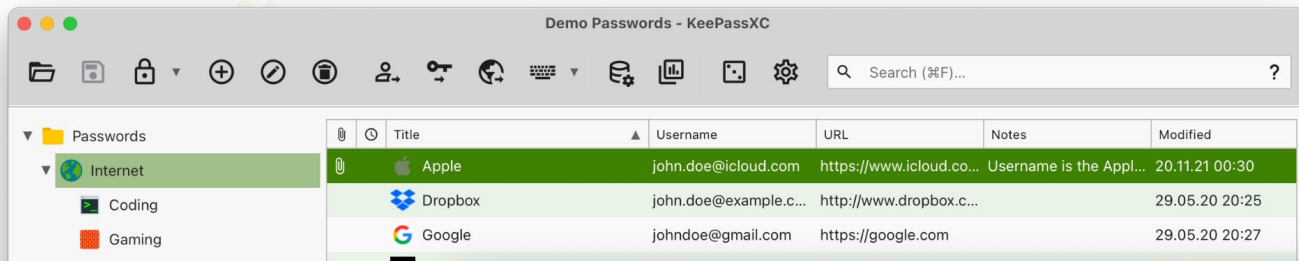 Demo Passwords - KeePassXC
Search (⌘F)... ?
Passwords
Title Username URL Notes Modified
Internet
Apple john.doe@icloud.com https://www.icloud.co... Username is the Appl... 20.11.21 00:30
Coding
Dropbox john.doe@example.c... http://www.dropbox.c... 29.05.20 20:25
Gaming
Google johndoe@gmail.com https://google.com 29.05.20 20:27